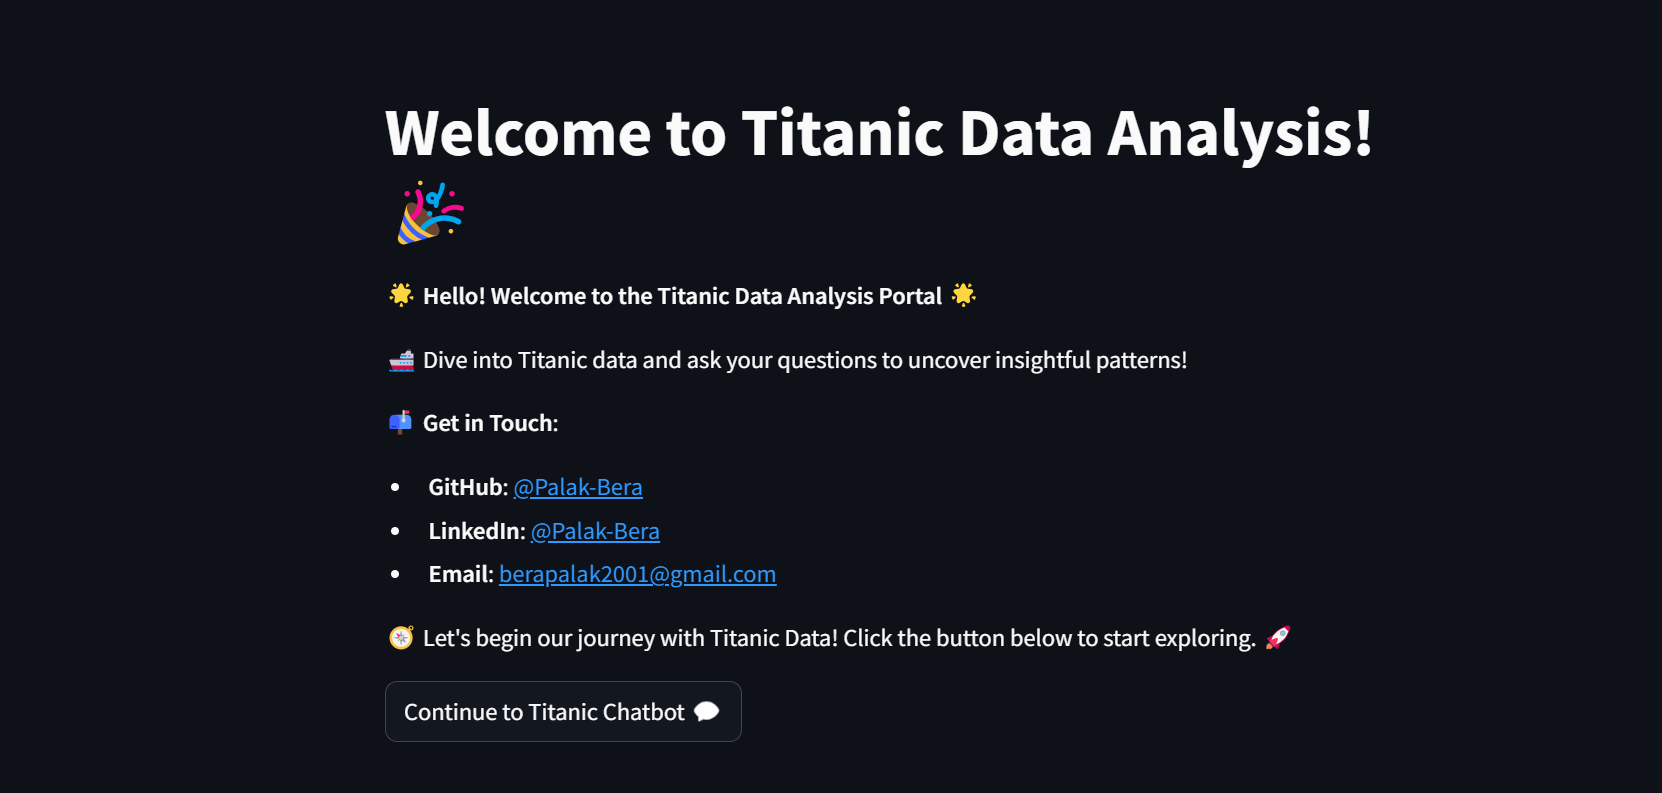 Welcome to Titanic Data Analysis!
Hello! Welcome to the Titanic Data Analysis Portal
Dive into Titanic data and ask your questions to uncover insightful patterns!
Get in Touch:
GitHub: @Palak-Bera
LinkedIn: @Palak-Bera
Email: berapalak2001@gmail.com
Let's begin our journey with Titanic Data! Click the button below to start exploring.
Continue to Titanic Chatbot